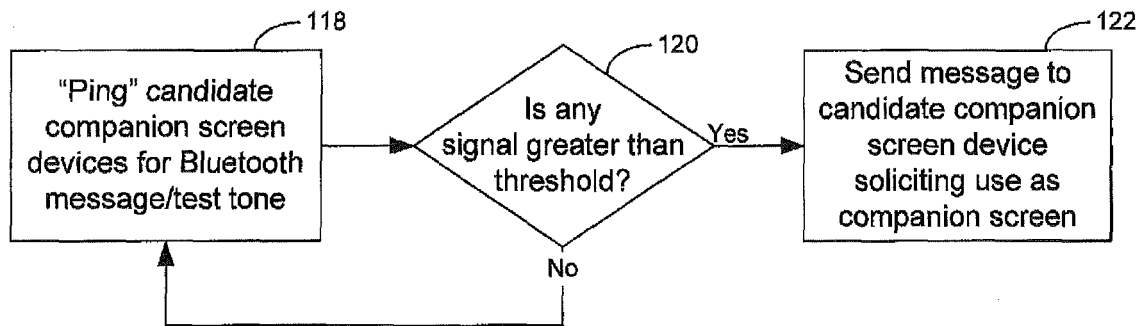 118
“Ping” candidate
companion screen
devices for Bluetooth
message/test tone
120
Is any
signal greater than
threshold?
Yes
No
122
Send message to
candidate companion
screen device
soliciting use as
companion screen